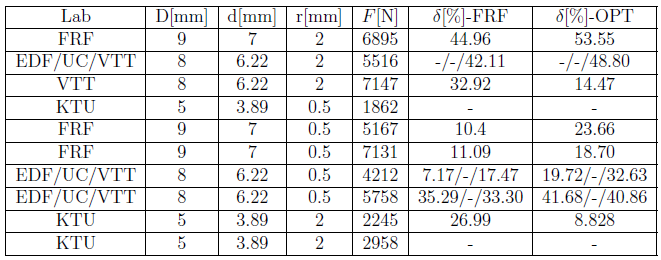 Lab D[mm] d[mm] r[mm] F[N] δ[%]-FRF δ[%]-OPT
FRF 9 7 2 6895 44.96 53.55
EDF/UC/VTT 8 6.22 2 5516 -/-/42.11 -/-/48.80
VTT 8 6.22 2 7147 32.92 14.47
KTU 5 3.89 0.5 1862 - -
FRF 9 7 0.5 5167 10.4 23.66
FRF 9 7 0.5 7131 11.09 18.70
EDF/UC/VTT 8 6.22 0.5 4212 7.17/-/17.47 19.72/-/32.63
EDF/UC/VTT 8 6.22 0.5 5758 35.29/-/33.30 41.68/-/40.86
KTU 5 3.89 2 2245 26.99 8.828
KTU 5 3.89 2 2958 - -